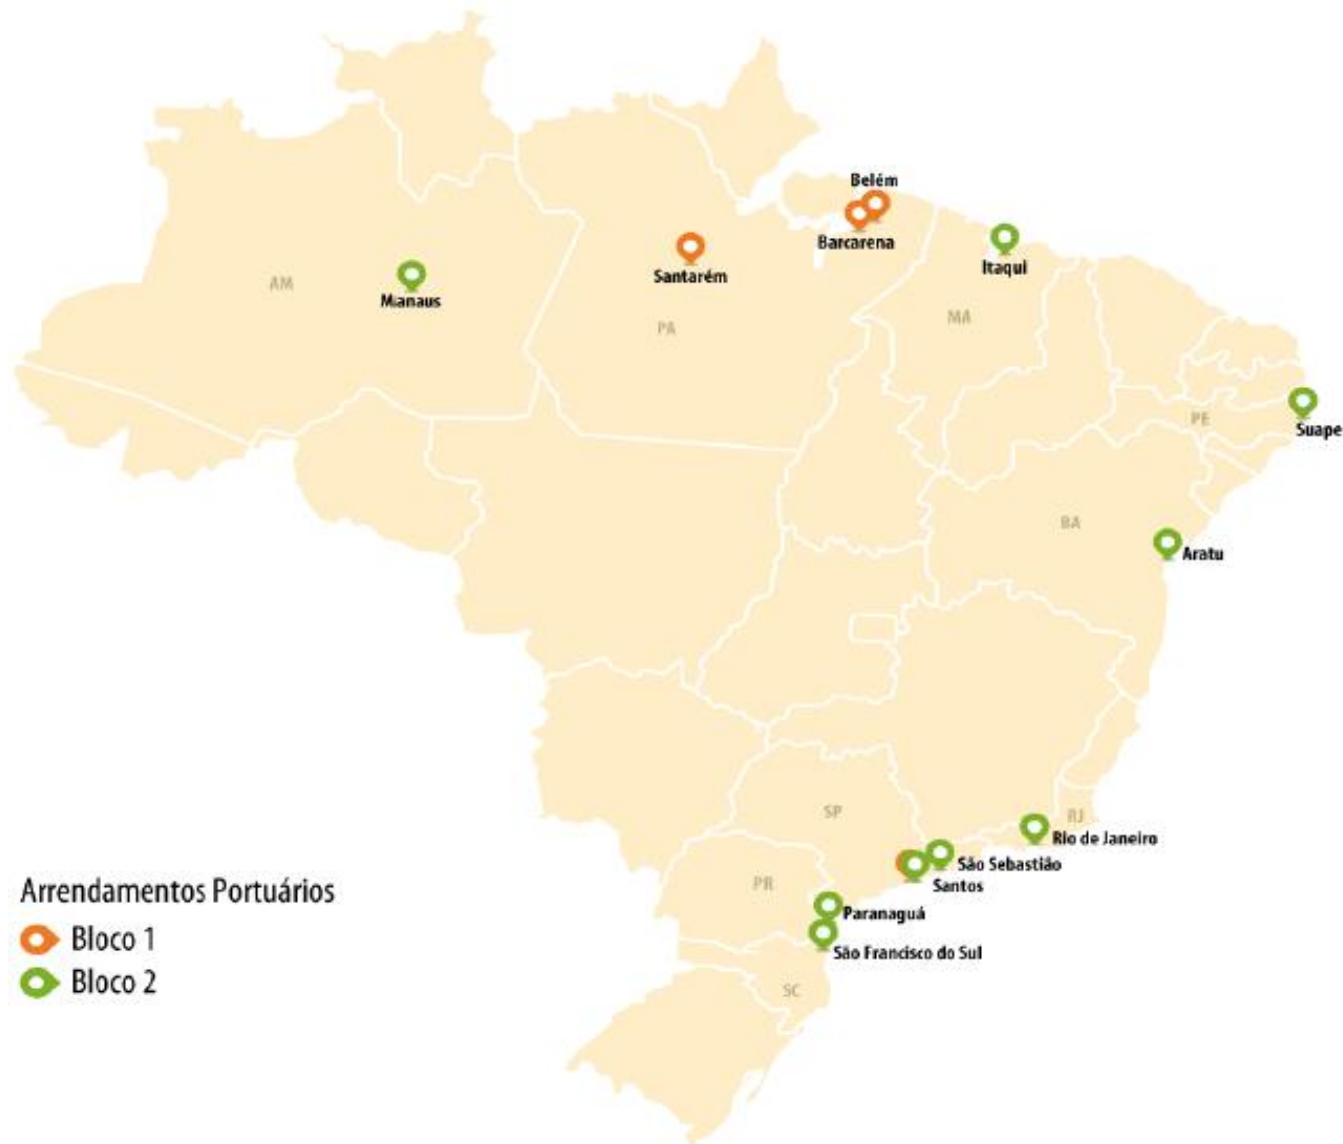 Belém
Barcarena
Santarém
Itaqui
AM
Mianaus
PA
MA
PE
Suape
BA
Aratu
SP
RJ
Rio de Janeiro
São Sebastião
Santos
PR
Paranaguá
São Francisco do Sul
SC
Arrendamentos Portuários
Bloco 1
Bloco 2